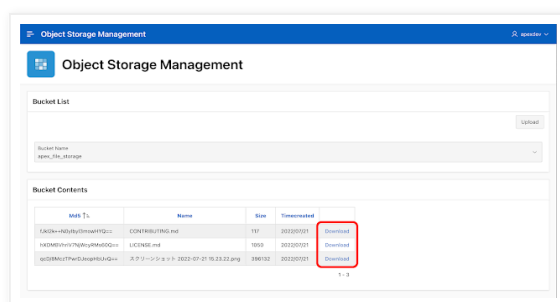 Object Storage Management
apexdev
Object Storage Management
Bucket List
Upload
Bucket Name
apex_file_storage
Bucket Contents
Md5 Name Size Timecreated
CONTRIBUTING.md 117 2022/07/21 Download
LICENSE.md 1950 2022/07/21 Download
スクリーンショット 2022-07-21 15.23.22.png 396132 2022/07/21 Download
1 - 3